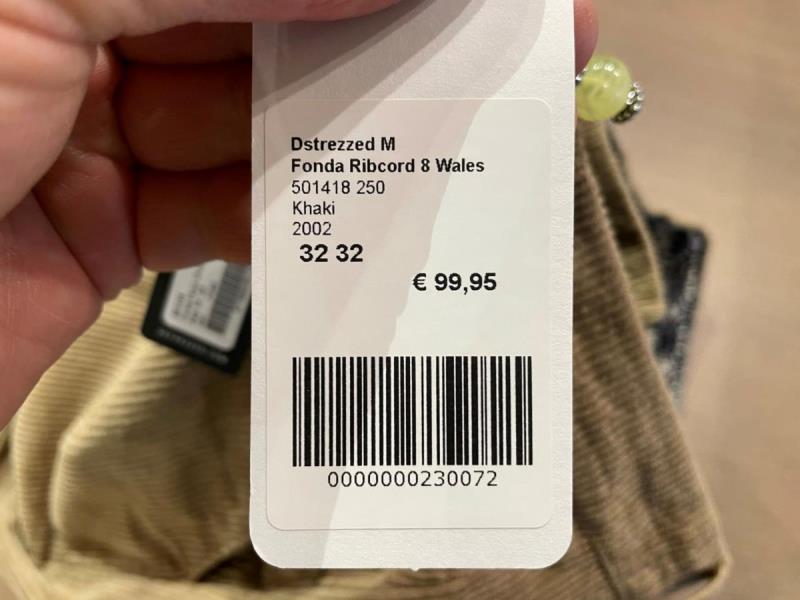 Dstrezzed M
Fonda Ribcord 8 Wales
501418 250
Khaki
2002
32 32
€ 99,95
0000000230072